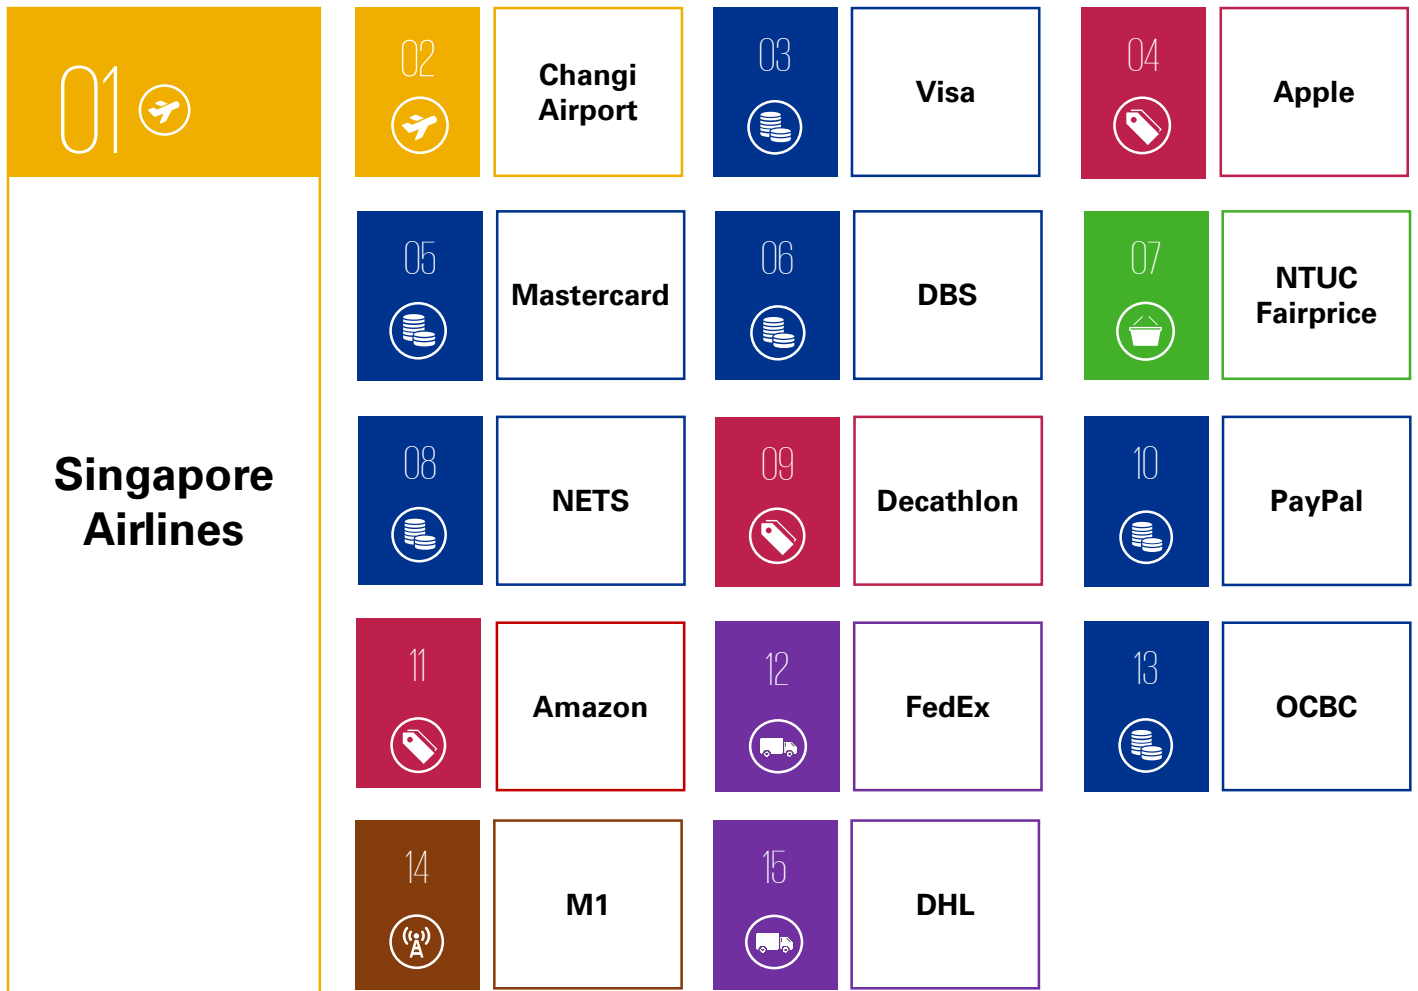 01
Singapore
Airlines
02
Changi
Airport
03
Visa
04
Apple
05
Mastercard
06
DBS
07
NTUC
Fairprice
08
NETS
09
Decathlon
10
PayPal
11
Amazon
12
FedEx
13
OCBC
14
M1
15
DHL